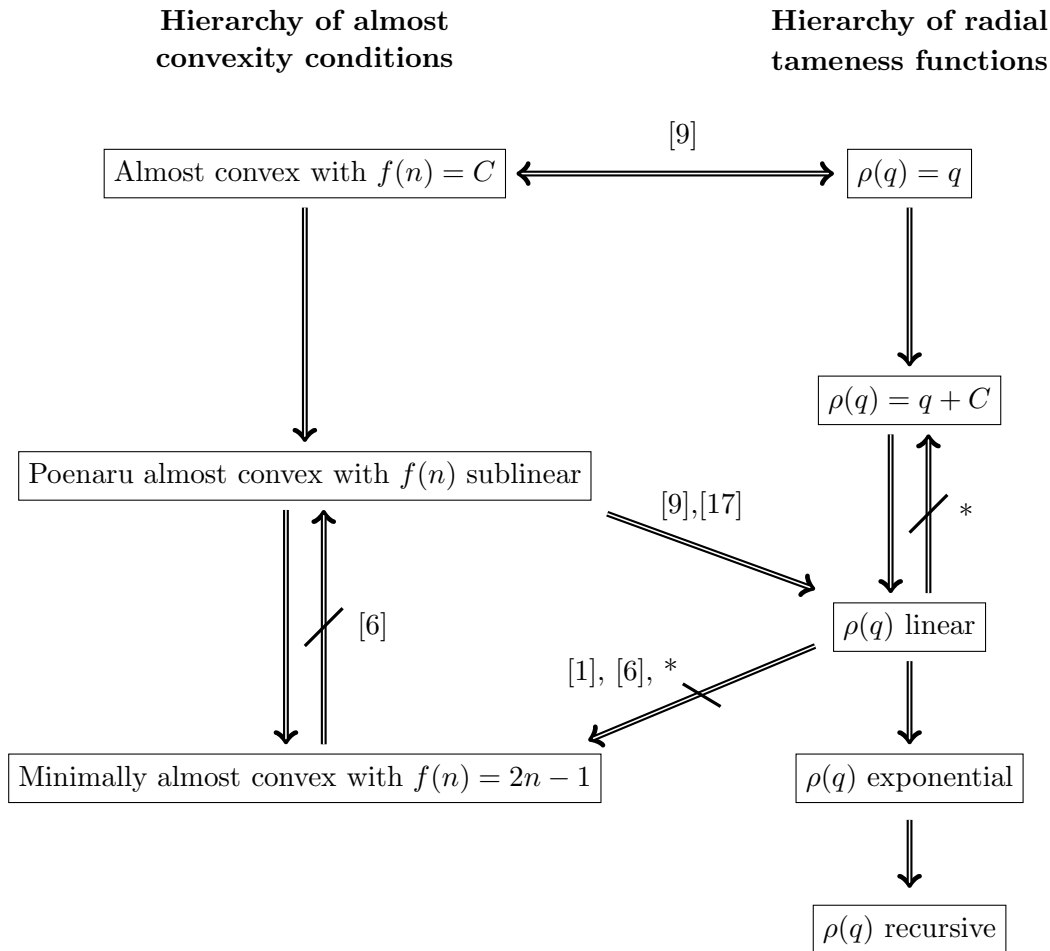 Hierarchy of almost
convexity conditions
Hierarchy of radial
tameness functions
[9]
Almost convex with f(n) = C
ρ(q) = q
ρ(q) = q + C
Poenaru almost convex with f(n) sublinear
[9],[17]
*
[6]
ρ(q) linear
[1], [6], *
Minimally almost convex with f(n) = 2n − 1
ρ(q) exponential
ρ(q) recursive